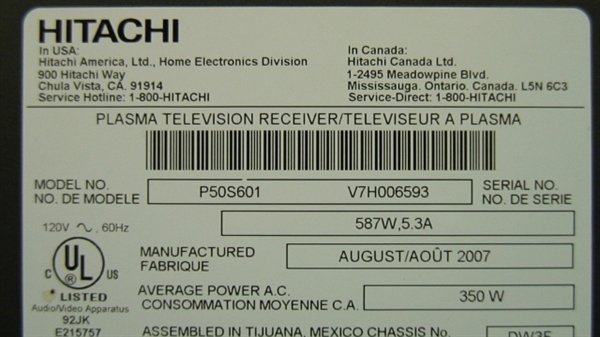 HITACHI
In USA:
Hitachi America, Ltd., Home Electronics Division
900 Hitachi Way
Chula Vista, CA. 91914
Service Hotline: 1-800-HITACHI
In Canada:
Hitachi Canada Ltd.
1-2495 Meadowpine Blvd.
Mississauga, Ontario, Canada, L5N 6C3
Service-Direct: 1-800-HITACHI
PLASMA TELEVISION RECEIVER/TELEVISEUR A PLASMA
MODEL NO. P50S601 V7H006593 SERIAL NO.
NO. DE MODELE NO. DE SERIE
120V ~, 60Hz 587W,5.3A
C UL US
LISTED
Audio/Video Apparatus
92JK
E215757
MANUFACTURED AUGUST/AOÛT 2007
FABRIQUE
AVERAGE POWER A.C. 350 W
CONSOMMATION MOYENNE C.A.
ASSEMBLED IN TIJUANA, MEXICO CHASSIS No. DW3F